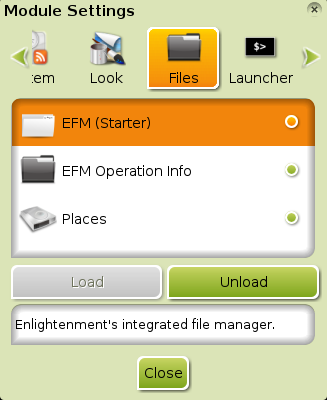 Module Settings
tem Look Files Launcher
$>
EFM (Starter)
EFM Operation Info
Places
Load Unload
Enlightenment's integrated file manager.
Close